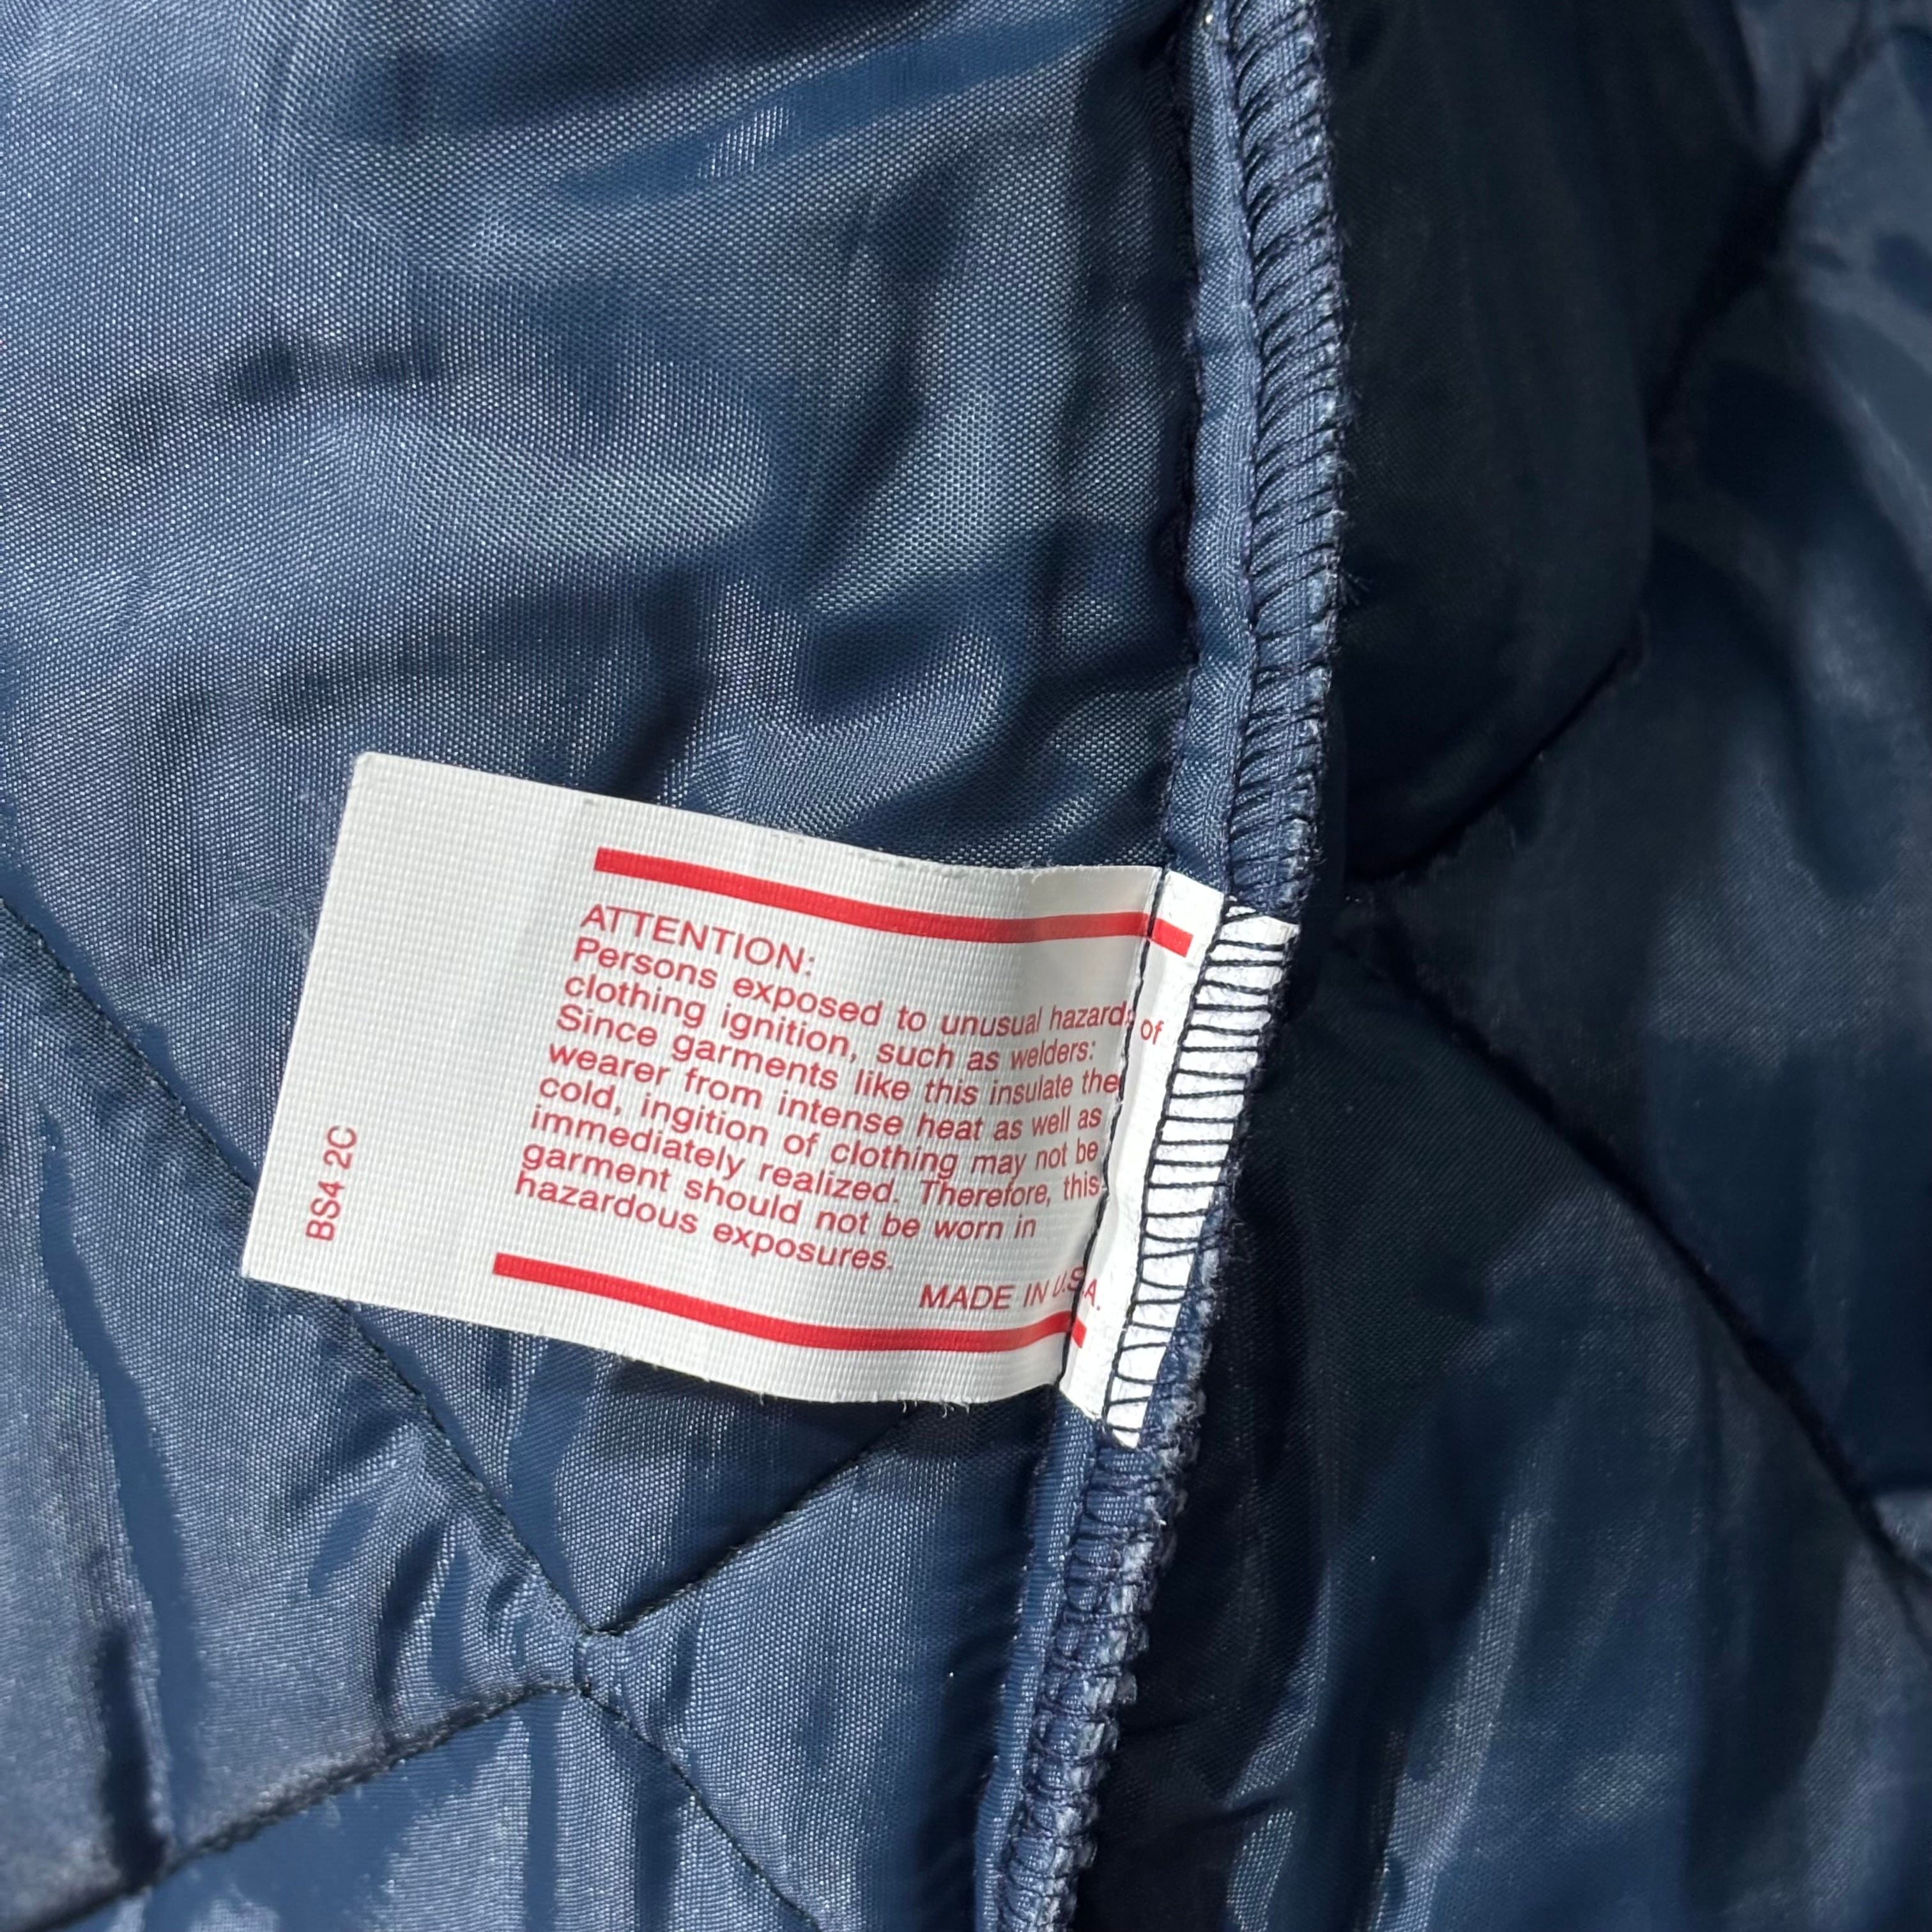 ATTENTION:
Persons exposed to unusual hazards of
clothing ignition, such as welders:
Since garments like this insulate the
wearer from intense heat as well as
cold, ingition of clothing may not be
immediately realized. Therefore, this
garment should not be worn in
hazardous exposures.
MADE IN U.S.A.
BS4 2C